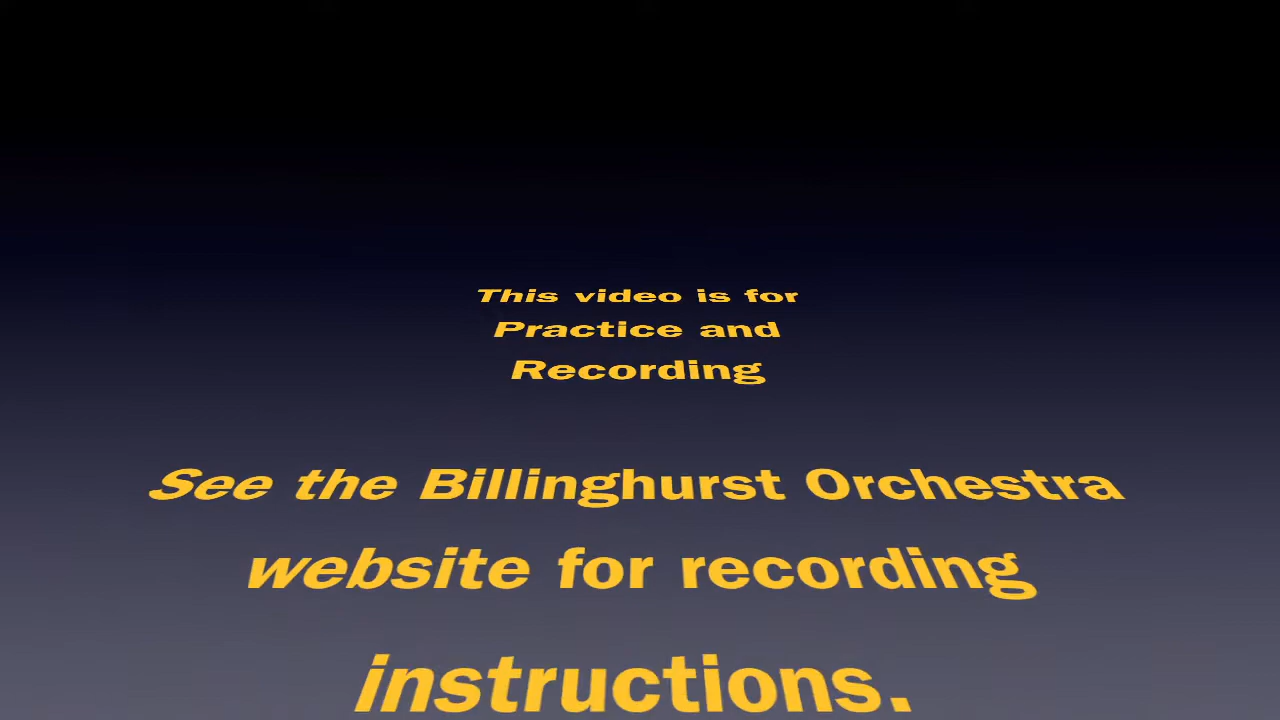 This video is for
Practice and
Recording
See the Billinghurst Orchestra
website for recording
instructions.